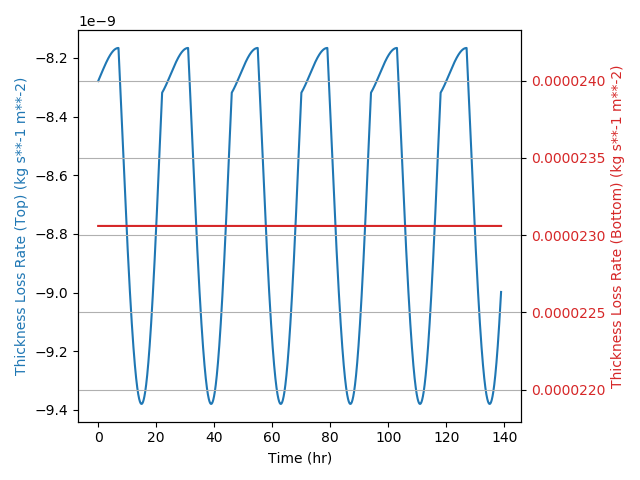 1e−9
−8.2
−8.4
−8.6
−8.8
−9.0
−9.2
−9.4
Thickness Loss Rate (Top) (kg s**-1 m**-2)
0.0000240
0.0000235
0.0000230
0.0000225
0.0000220
Thickness Loss Rate (Bottom) (kg s**-1 m**-2)
0 20 40 60 80 100 120 140
Time (hr)